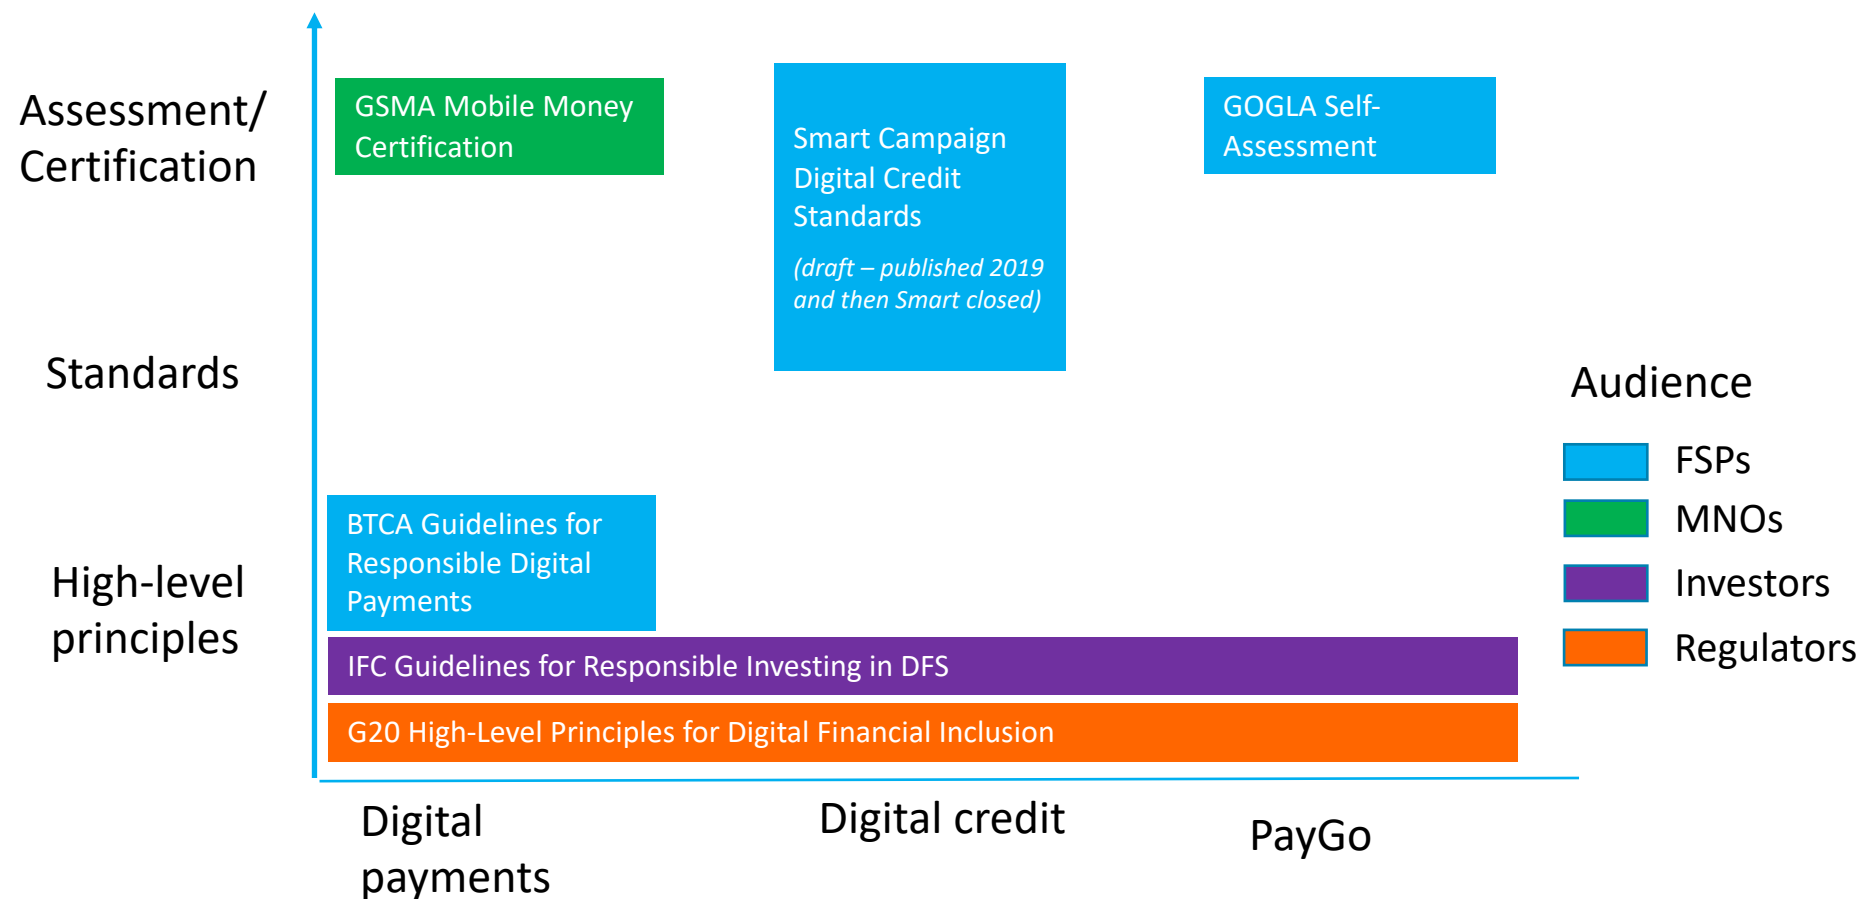 Assessment/
Certification
GSMA Mobile Money
Certification
Smart Campaign
Digital Credit
Standards
(draft – published 2019
and then Smart closed)
GOGLA Self-
Assessment
Standards
Audience
FSPs
MNOs
Investors
Regulators
High-level
principles
BTCA Guidelines for
Responsible Digital
Payments
IFC Guidelines for Responsible Investing in DFS
G20 High-Level Principles for Digital Financial Inclusion
Digital
payments
Digital credit
PayGo